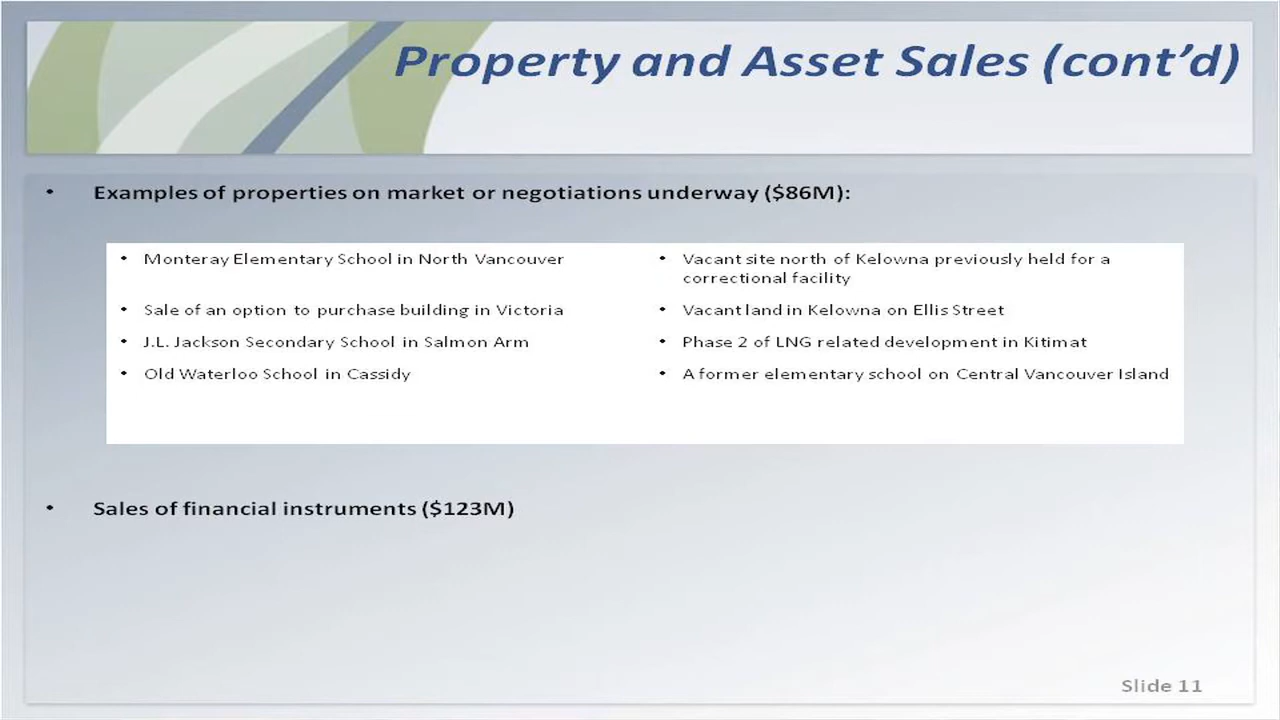 Property and Asset Sales (cont’d)
• Examples of properties on market or negotiations underway ($86M):
• Monteray Elementary School in North Vancouver
• Sale of an option to purchase building in Victoria
• J.L. Jackson Secondary School in Salmon Arm
• Old Waterloo School in Cassidy
• Vacant site north of Kelowna previously held for a
correctional facility
• Vacant land in Kelowna on Ellis Street
• Phase 2 of LNG related development in Kitimat
• A former elementary school on Central Vancouver Island
• Sales of financial instruments ($123M)
Slide 11